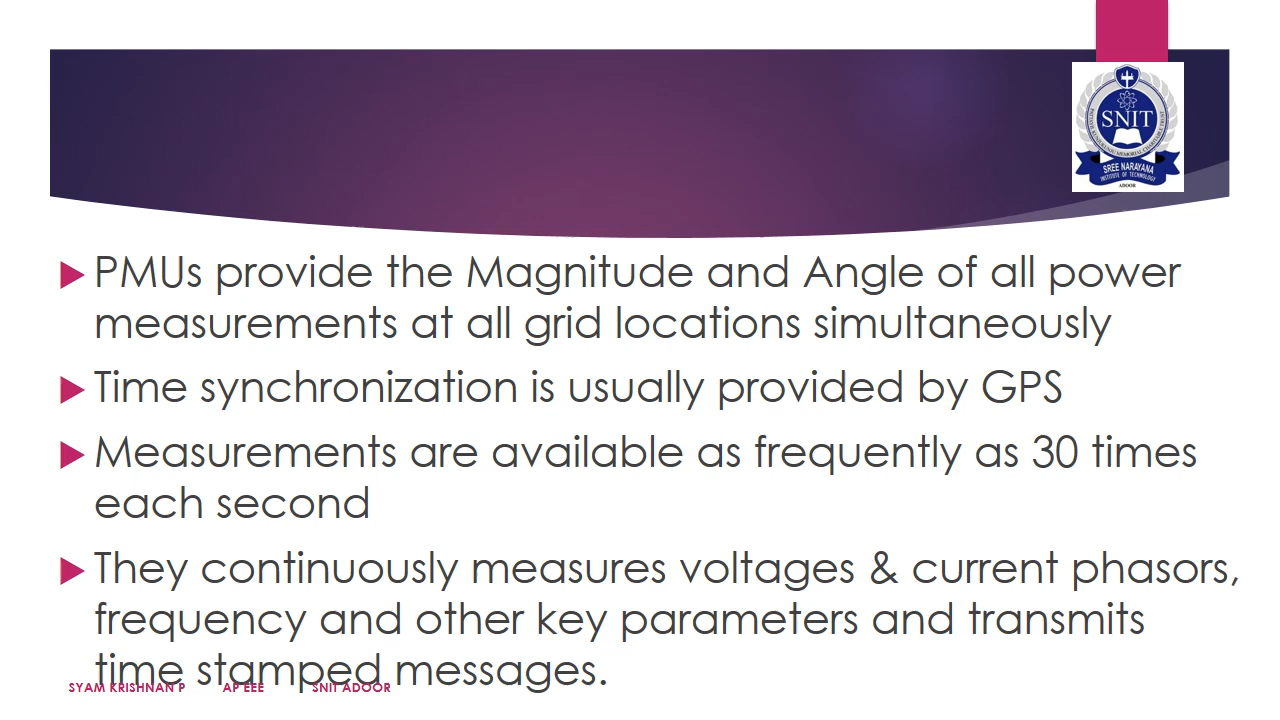 SNIT
SREE NARAYANA
INSTITUTE OF TECHNOLOGY
ADOOR
PMUs provide the Magnitude and Angle of all power
measurements at all grid locations simultaneously
Time synchronization is usually provided by GPS
Measurements are available as frequently as 30 times
each second
They continuously measures voltages & current phasors,
frequency and other key parameters and transmits
time stamped messages.
SYAM KRISHNAN P AP EEE SNIT ADOOR